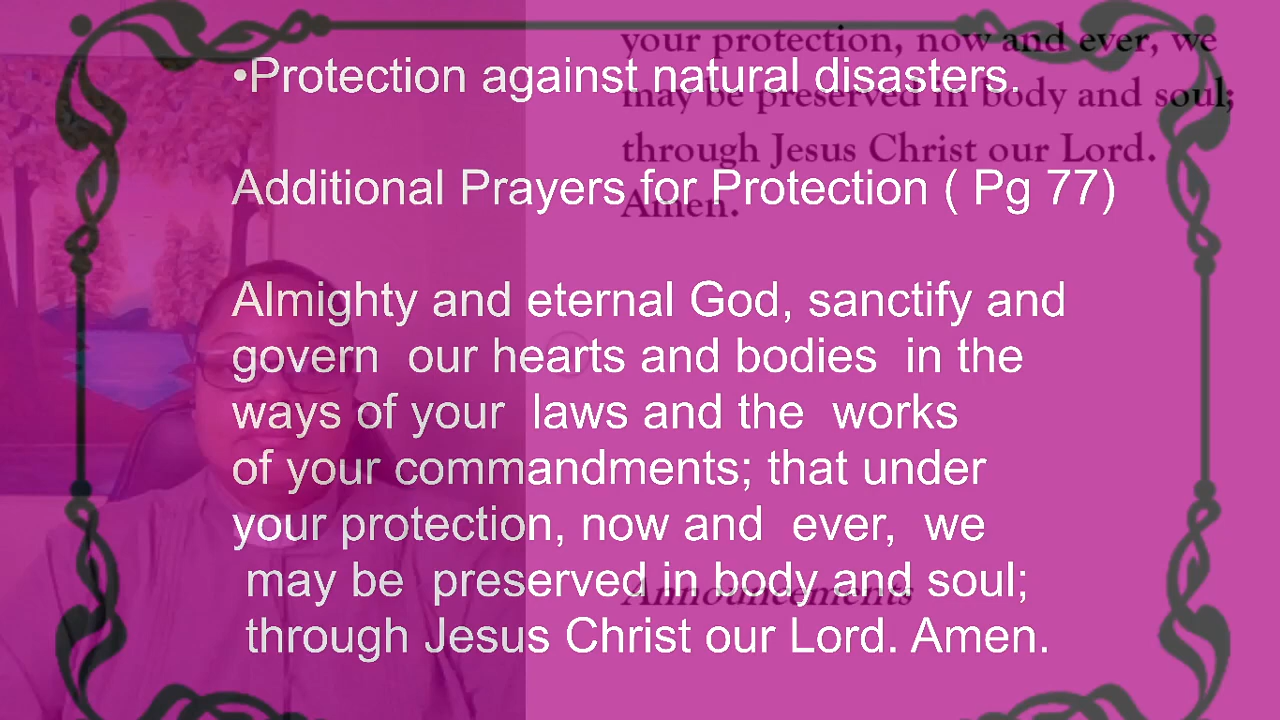 your protection, now and ever, we
•Protection against natural disasters.
may be preserved in body and soul;
through Jesus Christ our Lord.
Additional Prayers for Protection ( Pg 77)
Amen.
Almighty and eternal God, sanctify and
govern our hearts and bodies in the
ways of your laws and the works
of your commandments; that under
your protection, now and ever, we
may be preserved in body and soul;
Announcements
through Jesus Christ our Lord. Amen.